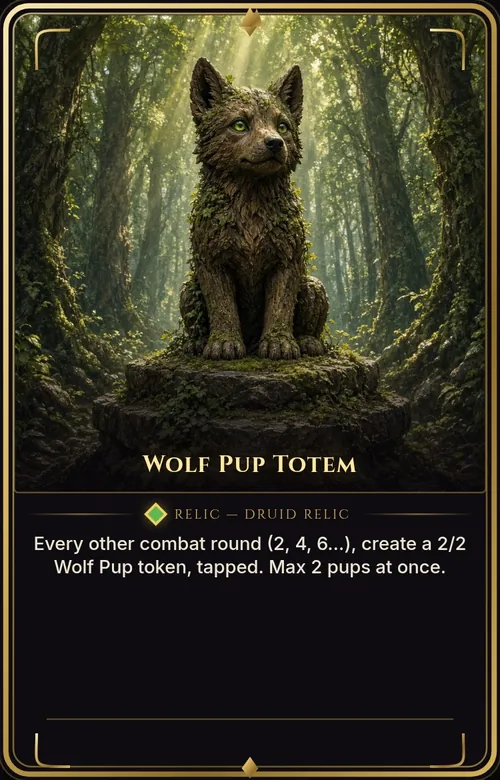 Wolf Pup Totem
RELIC — DRUID RELIC
Every other combat round (2, 4, 6...), create a 2/2
Wolf Pup token, tapped. Max 2 pups at once.